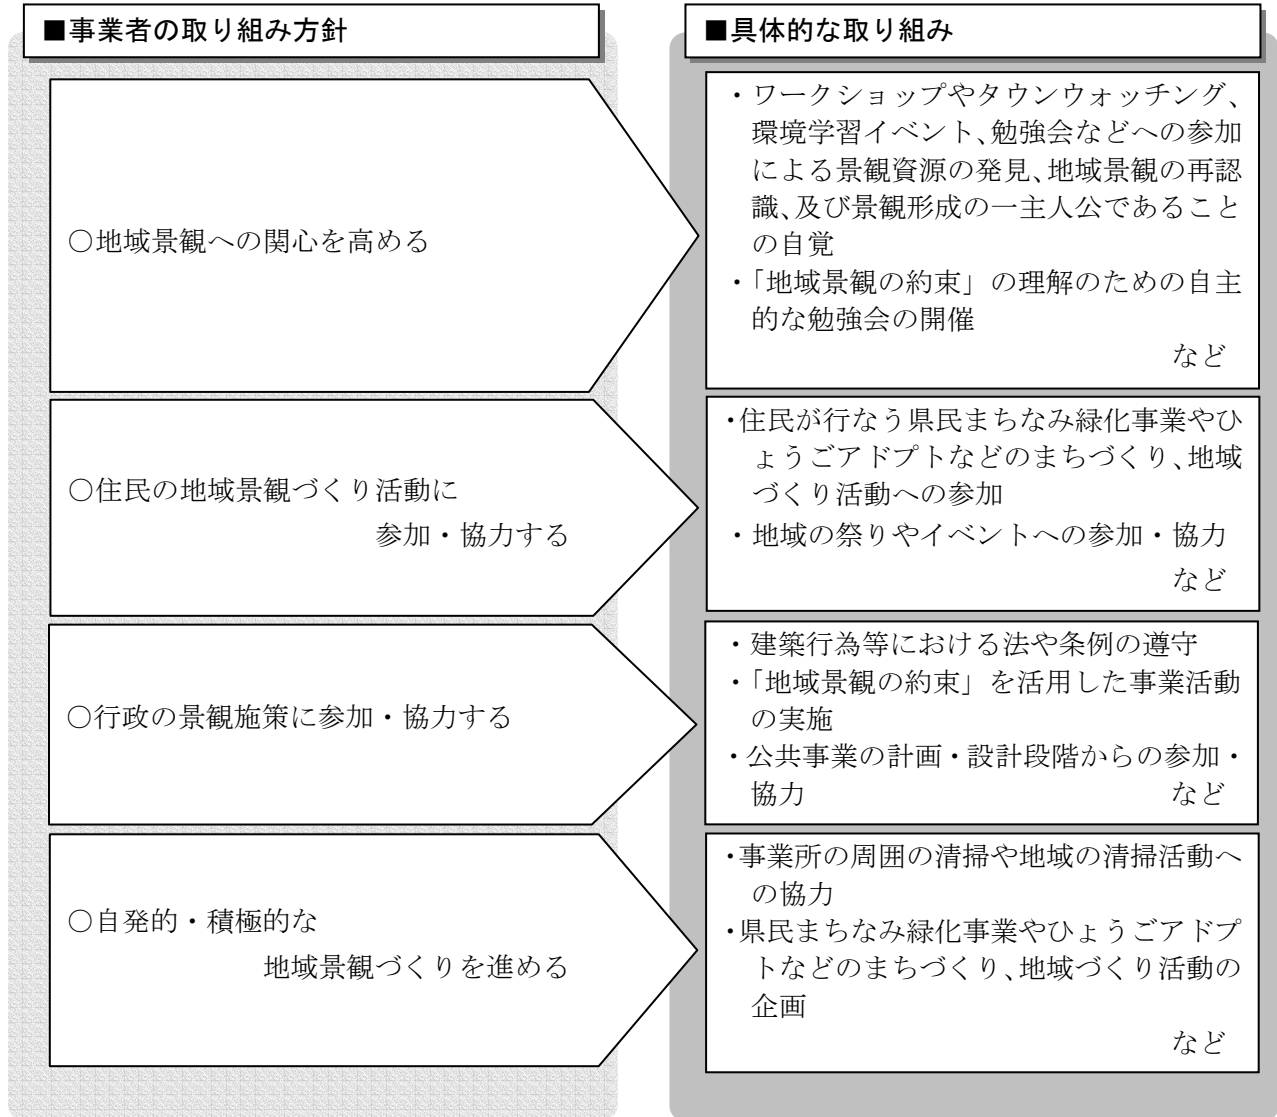 ■事業者の取り組み方針
〇地域景観への関心を高める
〇住民の地域景観づくり活動に
参加・協力する
〇行政の景観施策に参加・協力する
〇自発的・積極的な
地域景観づくりを進める
■具体的な取り組み
・ワークショップやタウンウォッチング、
環境学習イベント、勉強会などへの参加
による景観資源の発見、地域景観の再認
識、及び景観形成の一主人公であること
の自覚
・「地域景観の約束」の理解のための自主
的な勉強会の開催
など
・住民が行なう県民まちなみ緑化事業やひ
ょうごアドプトなどのまちづくり、地域
づくり活動への参加
・地域の祭りやイベントへの参加・協力
など
・建築行為等における法や条例の遵守
・「地域景観の約束」を活用した事業活動
の実施
・公共事業の計画・設計段階からの参加・
協力 など
・事業所の周囲の清掃や地域の清掃活動へ
の協力
・県民まちなみ緑化事業やひょうごアドプ
トなどのまちづくり、地域づくり活動の
企画
など